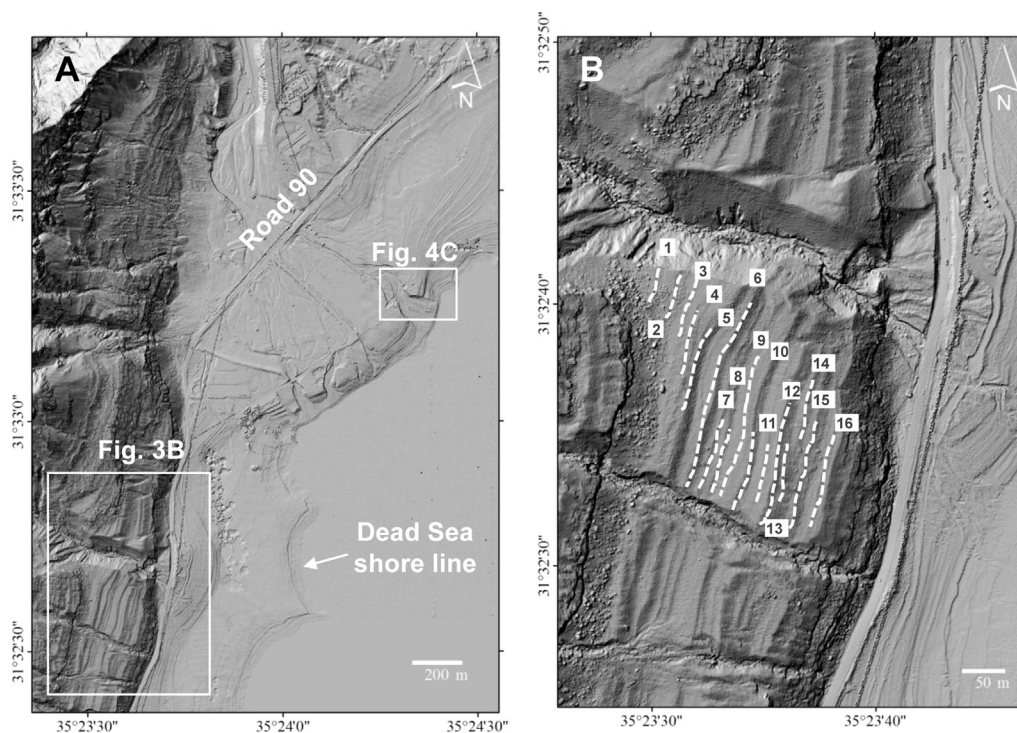 A
N
31°33'30"
Road 90
Fig. 4C
31°33'0"
Fig. 3B
Dead Sea
shore line
31°32'30"
200 m
35°23'30"
35°24'0"
35°24'30"
B
N
31°32'50"
1
3
6
31°32'40"
4
2
5
9
10
14
8
12
7
15
11
16
13
31°32'30"
50 m
35°23'30"
35°23'40"